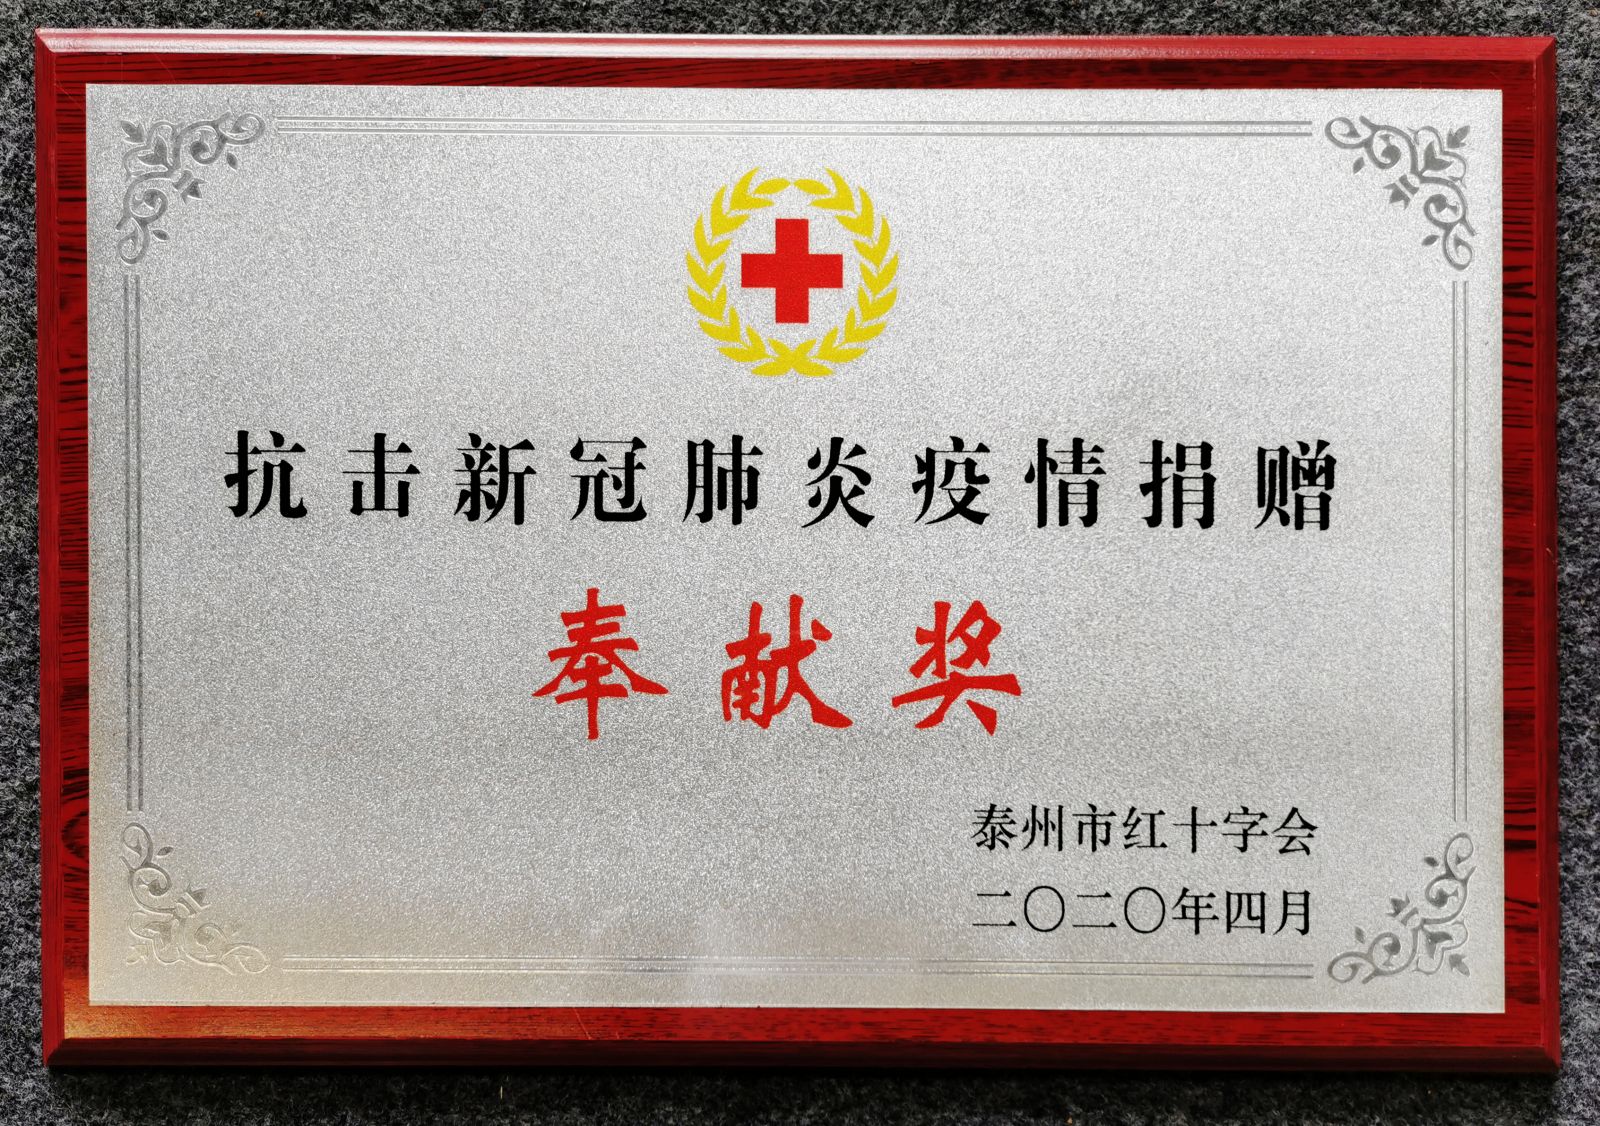 抗击新冠肺炎疫情捐赠
奉献奖
泰州市红十字会
二〇二〇年四月